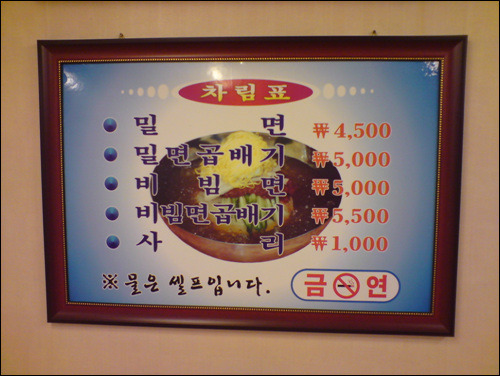 차림표
밀 면 ₩4,500
밀면곱배기 ₩5,000
비빔면 ₩5,000
비빔면곱배기 ₩5,500
사리 ₩1,000
※ 물은 셀프입니다.
금연